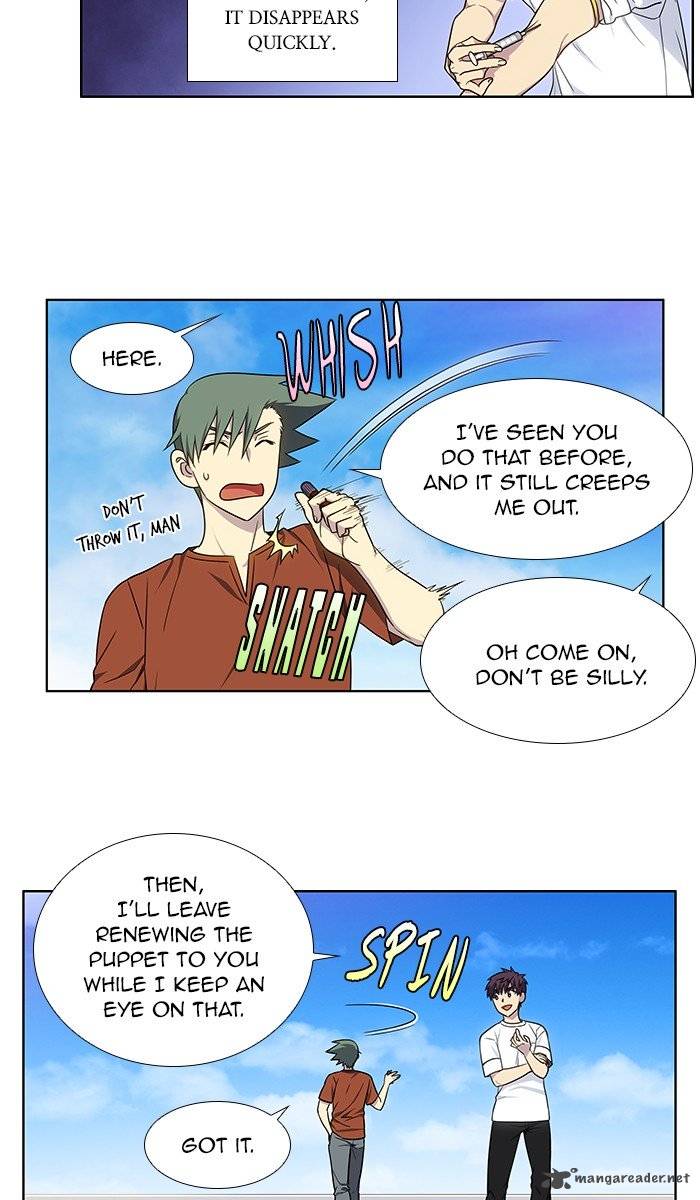 IT DISAPPEARS
QUICKLY.
HERE.
WHISH
I'VE SEEN YOU
DO THAT BEFORE,
AND IT STILL CREEPS
ME OUT.
DON'T
THROW IT, MAN
SNATCH
OH COME ON,
DON'T BE SILLY.
THEN,
I'LL LEAVE
RENEWING THE
PUPPET TO YOU
WHILE I KEEP AN
EYE ON THAT.
SPIN
GOT IT.
mangareader.net